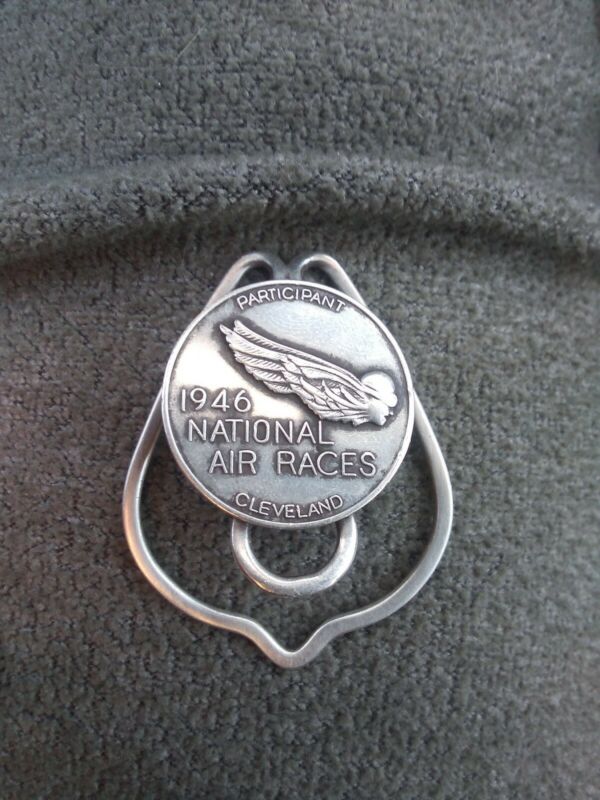 PARTICIPANT
1946
NATIONAL
AIR RACES
CLEVELAND